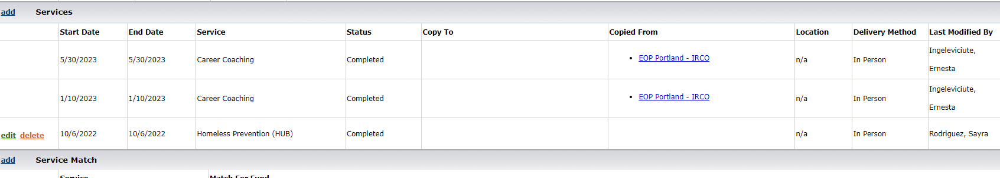 add Services
Start Date End Date Service Status Copy To Copied From Location Delivery Method Last Modified By
5/30/2023 5/30/2023 Career Coaching Completed • EOP Portland - IRCO n/a In Person Ingeleviciute,
Ernesta
1/10/2023 1/10/2023 Career Coaching Completed • EOP Portland - IRCO n/a In Person Ingeleviciute,
Ernesta
edit delete 10/6/2022 10/6/2022 Homeless Prevention (HUB) Completed n/a In Person Rodriguez, Sayra
add Service Match
Service Match For Fund